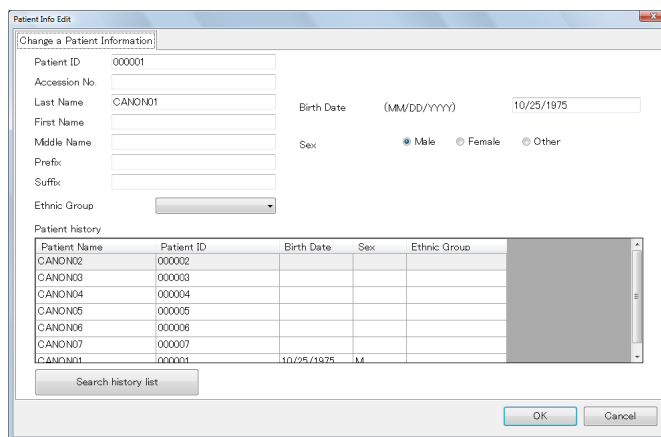 Patient Info Edit
Change a Patient Information
Patient ID 000001
Accession No.
Last Name CANON01 Birth Date (MM/DD/YYYY) 10/25/1975
First Name
Middle Name Sex Male Female Other
Prefix
Suffix
Ethnic Group
Patient history
Patient Name Patient ID Birth Date Sex Ethnic Group
CANON02 000002
CANON03 000003
CANON04 000004
CANON05 000005
CANON06 000006
CANON07 000007
CANON01 000001 10/25/1975 M
Search history list
OK Cancel